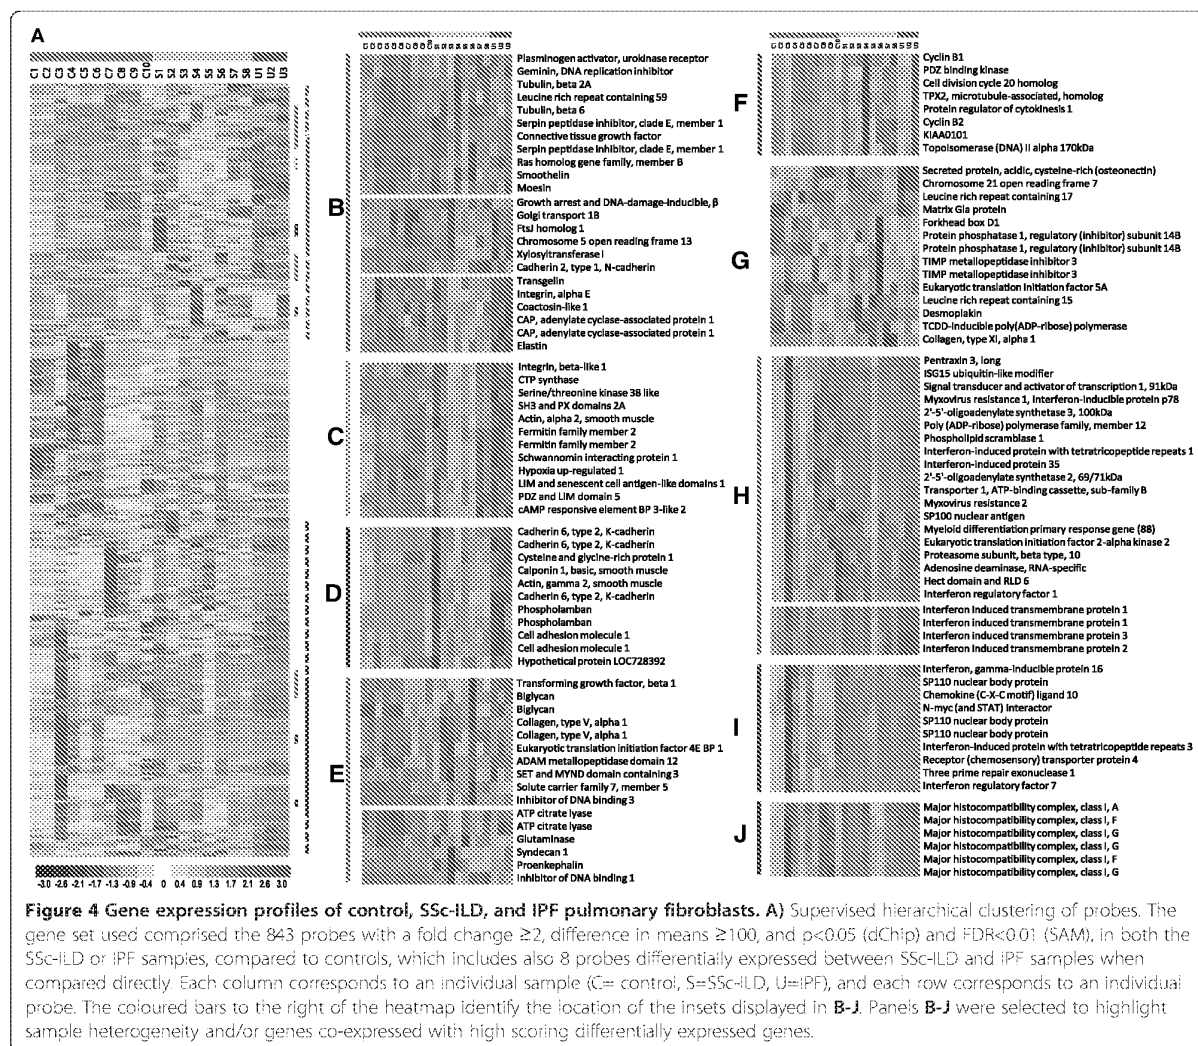 A
C1 C2 C3 C4 C5 C6 C7 C8 C9 C10 S1 S2 S3 S4 S5 S6 S7 S8 U1 U2 U3
-3.0 -2.6 -2.1 -1.7 -1.3 -0.9 -0.4 0 0.4 0.9 1.3 1.7 2.1 2.6 3.0
B
Plasminogen activator, urokinase receptor
Geminin, DNA replication inhibitor
Tubulin, beta 2A
Leucine rich repeat containing 59
Tubulin, beta 6
Serpin peptidase inhibitor, clade E, member 1
Connective tissue growth factor
Serpin peptidase inhibitor, clade E, member 1
Ras homolog gene family, member B
Smoothelin
Moesin
Growth arrest and DNA-damage-inducible, β
Golgi transport 1B
FtsJ homolog 1
Chromosome 5 open reading frame 13
Xylosyltransferase I
Cadherin 2, type 1, N-cadherin
Transgelin
Integrin, alpha E
Coactosin-like 1
CAP, adenylate cyclase-associated protein 1
CAP, adenylate cyclase-associated protein 1
Elastin
C
Integrin, beta-like 1
CTP synthase
Serine/threonine kinase 38 like
SH3 and PX domains 2A
Actin, alpha 2, smooth muscle
Fermitin family member 2
Fermitin family member 2
Schwannomin interacting protein 1
Hypoxia up-regulated 1
LIM and senescent cell antigen-like domains 1
PDZ and LIM domain 5
cAMP responsive element BP 3-like 2
D
Cadherin 6, type 2, K-cadherin
Cadherin 6, type 2, K-cadherin
Cysteine and glycine-rich protein 1
Calponin 1, basic, smooth muscle
Actin, gamma 2, smooth muscle
Cadherin 6, type 2, K-cadherin
Phospholamban
Phospholamban
Cell adhesion molecule 1
Cell adhesion molecule 1
Hypothetical protein LOC728392
E
Transforming growth factor, beta 1
Biglycan
Biglycan
Collagen, type V, alpha 1
Collagen, type V, alpha 1
Eukaryotic translation initiation factor 4E BP 1
ADAM metallopeptidase domain 12
SET and MYND domain containing 3
Solute carrier family 7, member 5
Inhibitor of DNA binding 3
ATP citrate lyase
ATP citrate lyase
Glutaminase
Syndecan 1
Proenkephalin
Inhibitor of DNA binding 1
F
Cyclin B1
PDZ binding kinase
Cell division cycle 20 homolog
TPX2, microtubule-associated, homolog
Protein regulator of cytokinesis 1
Cyclin B2
KIAA0101
Topoisomerase (DNA) II alpha 170kDa
G
Secreted protein, acidic, cysteine-rich (osteonectin)
Chromosome 21 open reading frame 7
Leucine rich repeat containing 17
Matrix Gla protein
Forkhead box D1
Protein phosphatase 1, regulatory (inhibitor) subunit 14B
Protein phosphatase 1, regulatory (inhibitor) subunit 14B
TIMP metallopeptidase inhibitor 3
TIMP metallopeptidase inhibitor 3
Eukaryotic translation initiation factor 5A
Leucine rich repeat containing 15
Desmoplakin
TCDD-inducible poly(ADP-ribose) polymerase
Collagen, type XI, alpha 1
H
Pentraxin 3, long
ISG15 ubiquitin-like modifier
Signal transducer and activator of transcription 1, 91kDa
Myxovirus resistance 1, interferon-inducible protein p78
2'-5'-oligoadenylate synthetase 3, 100kDa
Poly (ADP-ribose) polymerase family, member 12
Phospholipid scramblase 1
Interferon-induced protein with tetratricopeptide repeats 1
Interferon-induced protein 35
2'-5'-oligoadenylate synthetase 2, 69/71kDa
Transporter 1, ATP-binding cassette, sub-family B
Myxovirus resistance 2
SP100 nuclear antigen
Myeloid differentiation primary response gene (88)
Eukaryotic translation initiation factor 2-alpha kinase 2
Proteasome subunit, beta type, 10
Adenosine deaminase, RNA-specific
Hect domain and RLD 6
Interferon regulatory factor 1
Interferon induced transmembrane protein 1
Interferon induced transmembrane protein 1
Interferon induced transmembrane protein 3
Interferon induced transmembrane protein 2
I
Interferon, gamma-inducible protein 16
SP110 nuclear body protein
Chemokine (C-X-C motif) ligand 10
N-myc (and STAT) interactor
SP110 nuclear body protein
SP110 nuclear body protein
Interferon-induced protein with tetratricopeptide repeats 3
Receptor (chemosensory) transporter protein 4
Three prime repair exonuclease 1
Interferon regulatory factor 7
J
Major histocompatibility complex, class I, A
Major histocompatibility complex, class I, F
Major histocompatibility complex, class I, G
Major histocompatibility complex, class I, G
Major histocompatibility complex, class I, F
Major histocompatibility complex, class I, G
Figure 4 Gene expression profiles of control, SSc-ILD, and IPF pulmonary fibroblasts. A) Supervised hierarchical clustering of probes. The
gene set used comprised the 843 probes with a fold change ≥2, difference in means ≥100, and p<0.05 (dChip) and FDR<0.01 (SAM), in both the
SSc-ILD or IPF samples, compared to controls, which includes also 8 probes differentially expressed between SSc-ILD and IPF samples when
compared directly. Each column corresponds to an individual sample (C= control, S=SSc-ILD, U=IPF), and each row corresponds to an individual
probe. The coloured bars to the right of the heatmap identify the location of the insets displayed in B-J. Panels B-J were selected to highlight
sample heterogeneity and/or genes co-expressed with high scoring differentially expressed genes.